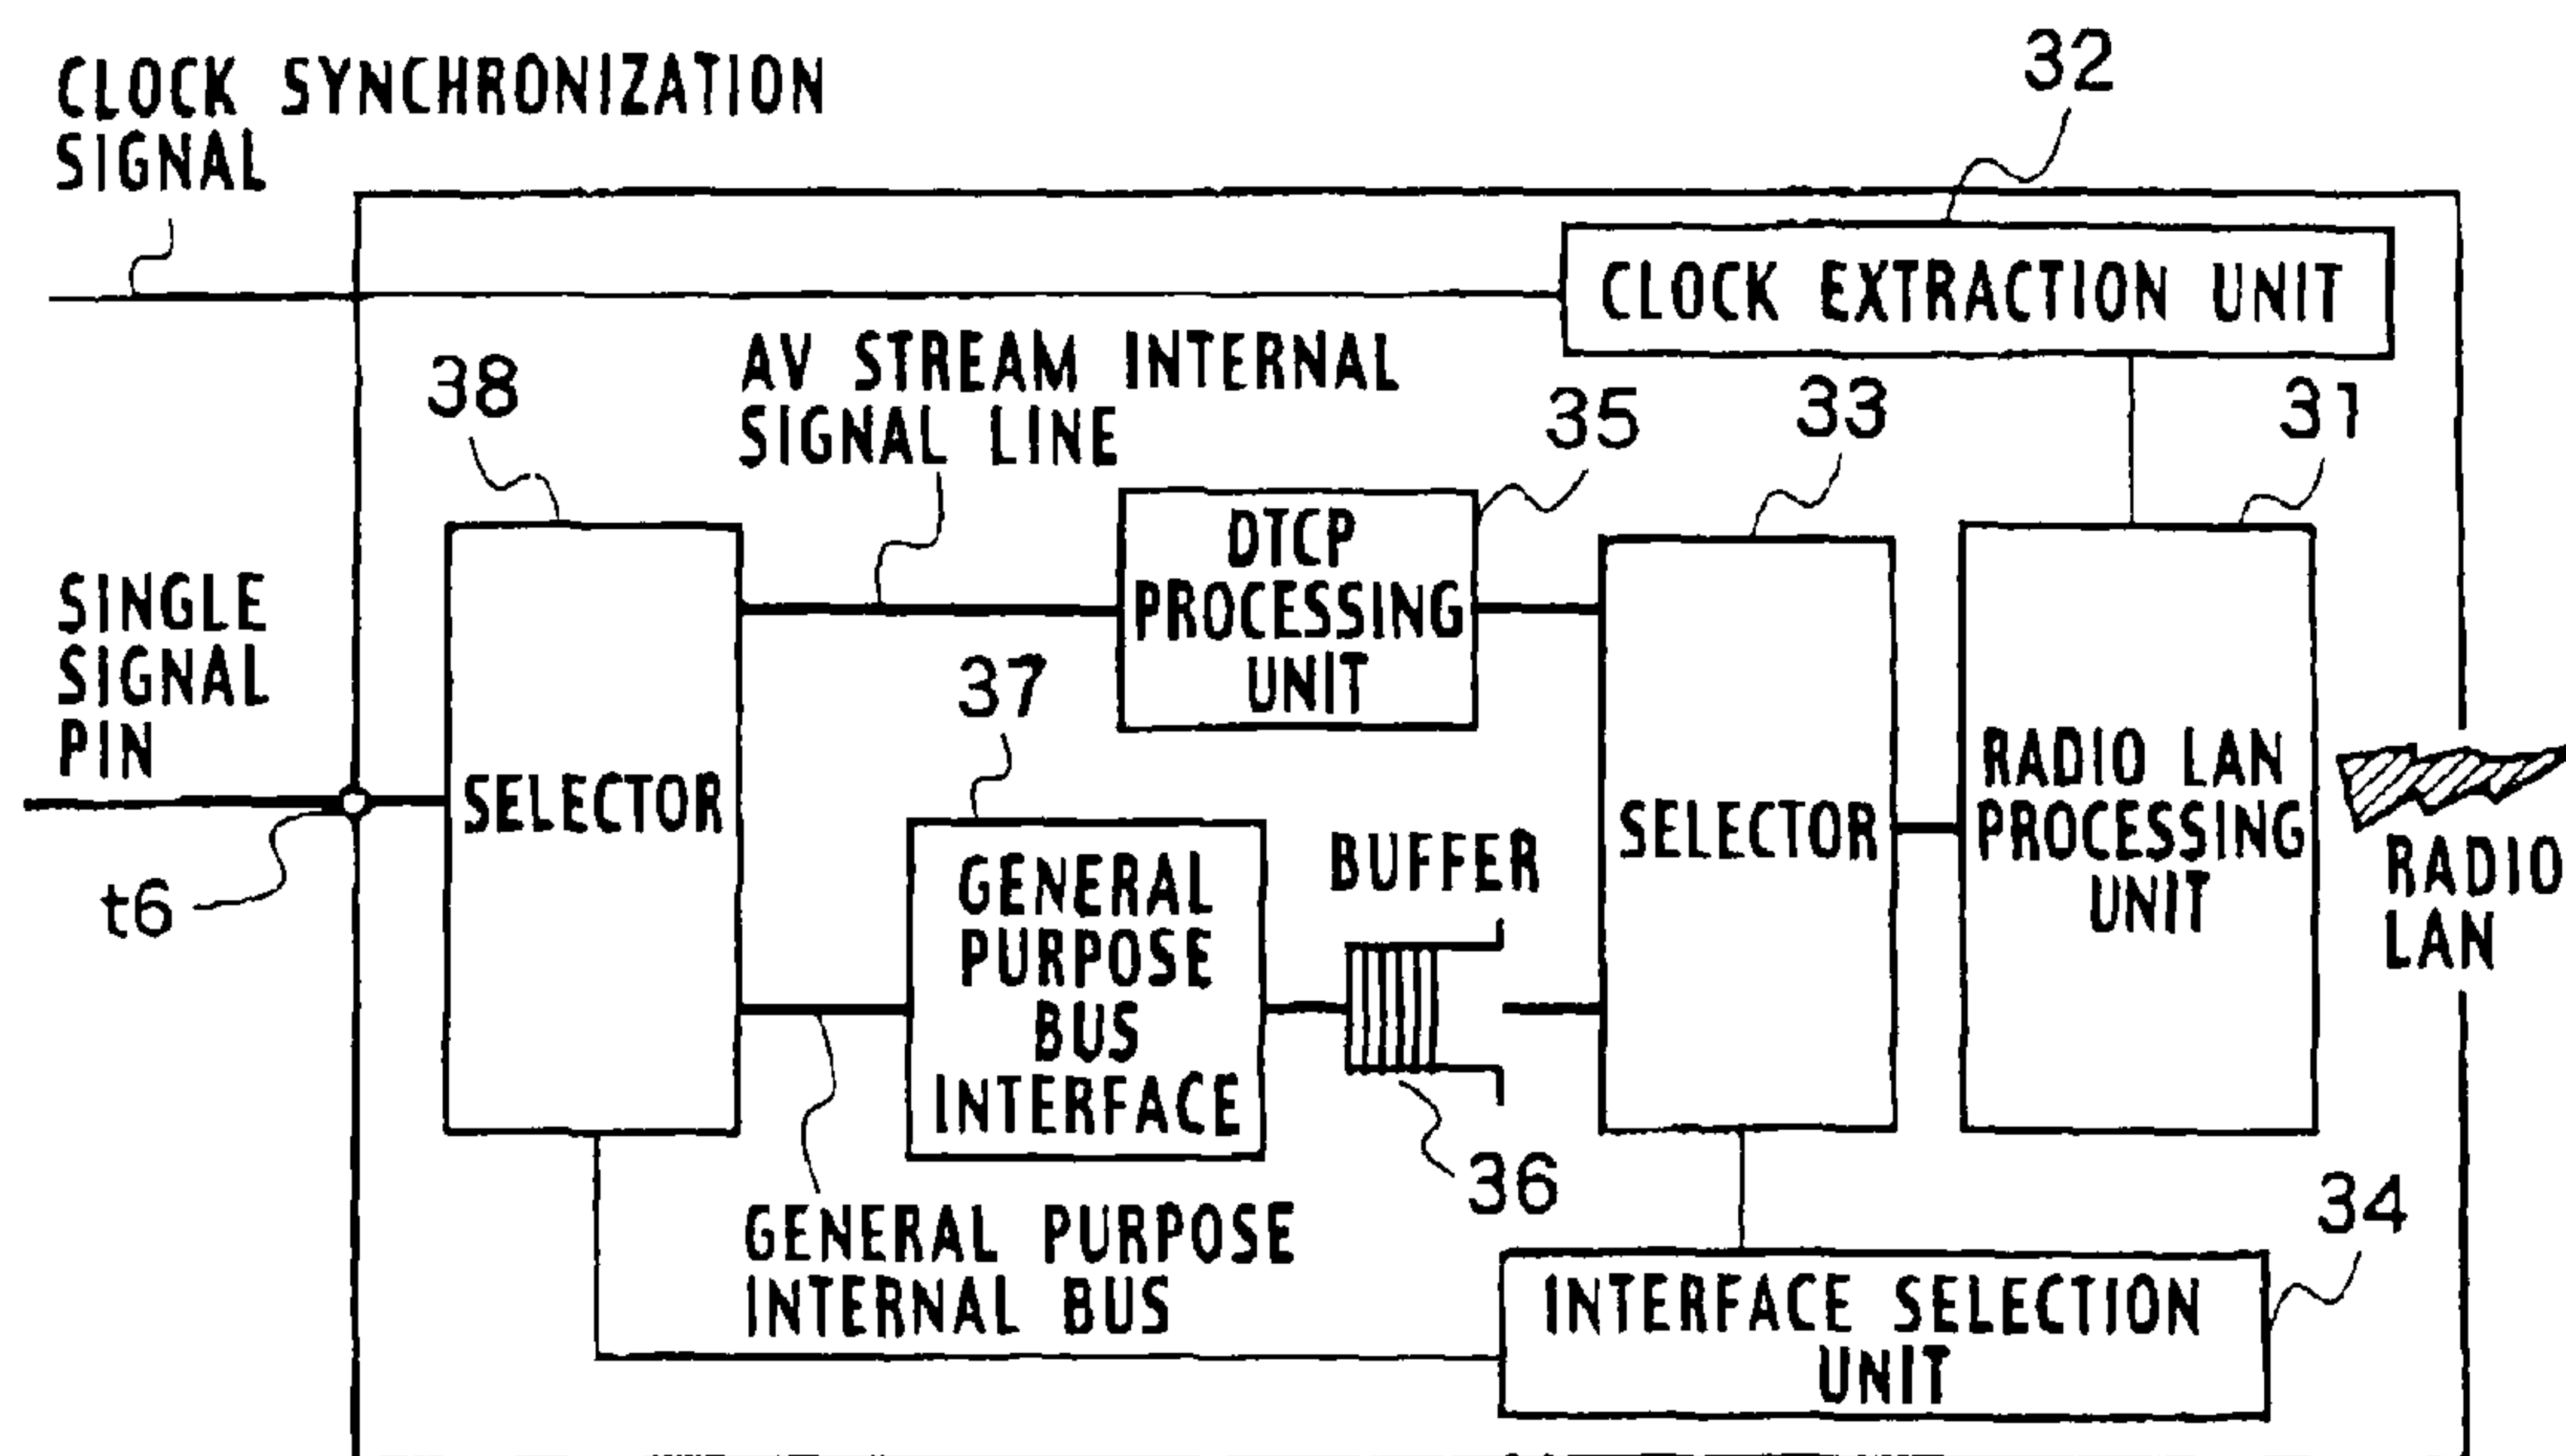 32
CLOCK SYNCHRONIZATION
SIGNAL
CLOCK EXTRACTION UNIT
38
AV STREAM INTERNAL
SIGNAL LINE
35
33
31
DTCP
PROCESSING
UNIT
SINGLE
SIGNAL
PIN
37
SELECTOR
t6
GENERAL
PURPOSE
BUS
INTERFACE
BUFFER
36
SELECTOR
RADIO LAN
PROCESSING
UNIT
RADIO
LAN
GENERAL PURPOSE
INTERNAL BUS
34
INTERFACE SELECTION
UNIT